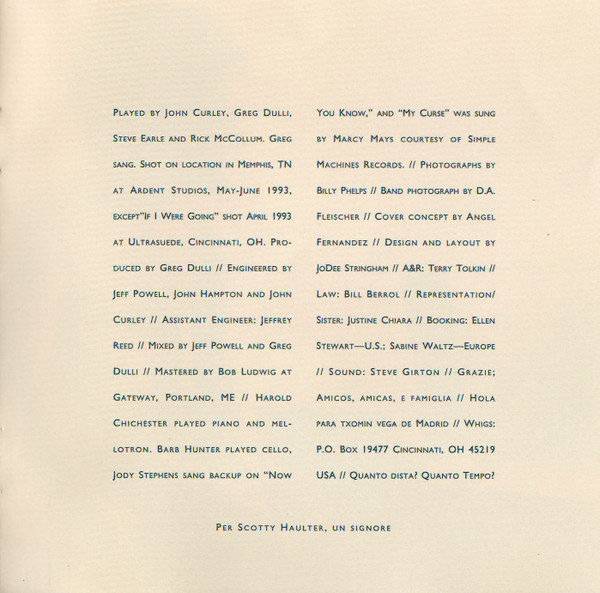 Played by John Curley, Greg Dulli,
Steve Earle and Rick McCollum. Greg
sang. Shot on location in Memphis, TN
at Ardent Studios, May-June 1993,
except"If I Were Going" shot April 1993
at Ultrasuede, Cincinnati, OH. Pro-
duced by Greg Dulli // Engineered by
Jeff Powell, John Hampton and John
Curley // Assistant Engineer: Jeffrey
Reed // Mixed by Jeff Powell and Greg
Dulli // Mastered by Bob Ludwig at
Gateway, Portland, ME // Harold
Chichester played piano and mel-
lotron. Barb Hunter played cello,
Jody Stephens sang backup on “Now
You Know,” and “My Curse” was sung
by Marcy Mays courtesy of Simple
Machines Records. // Photographs by
Billy Phelps // Band photograph by D.A.
Fleischer // Cover concept by Angel
Fernandez // Design and layout by
JoDee Stringham // A&R: Terry Tolkin //
Law: Bill Berrol // Representation/
Sister: Justine Chiara // Booking: Ellen
Stewart—U.S.; Sabine Waltz—Europe
// Sound: Steve Girton // Grazie;
Amicos, amicas, e famiglia // Hola
para txomin vega de Madrid // Whigs:
P.O. Box 19477 Cincinnati, OH 45219
USA // Quanto dista? Quanto Tempo?
Per Scotty Haulter, un signore